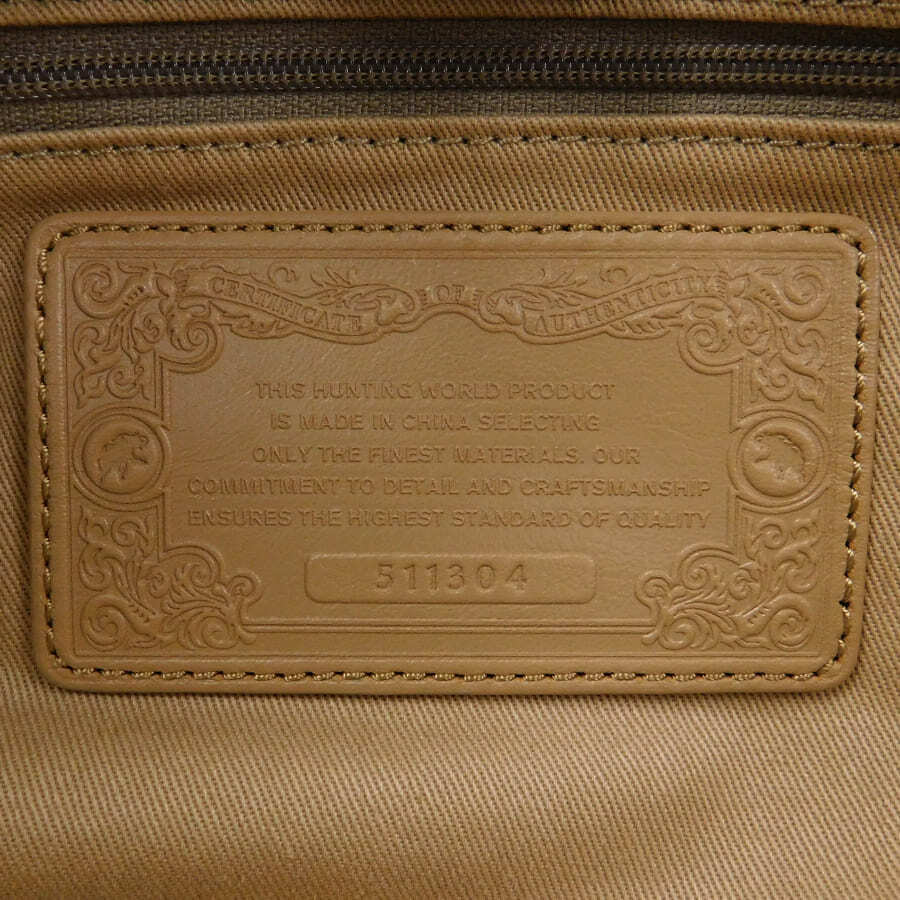 CERTIFICATE OF AUTHENTICITY
THIS HUNTING WORLD PRODUCT
IS MADE IN CHINA SELECTING
ONLY THE FINEST MATERIALS. OUR
COMMITMENT TO DETAIL AND CRAFTSMANSHIP
ENSURES THE HIGHEST STANDARD OF QUALITY
511304